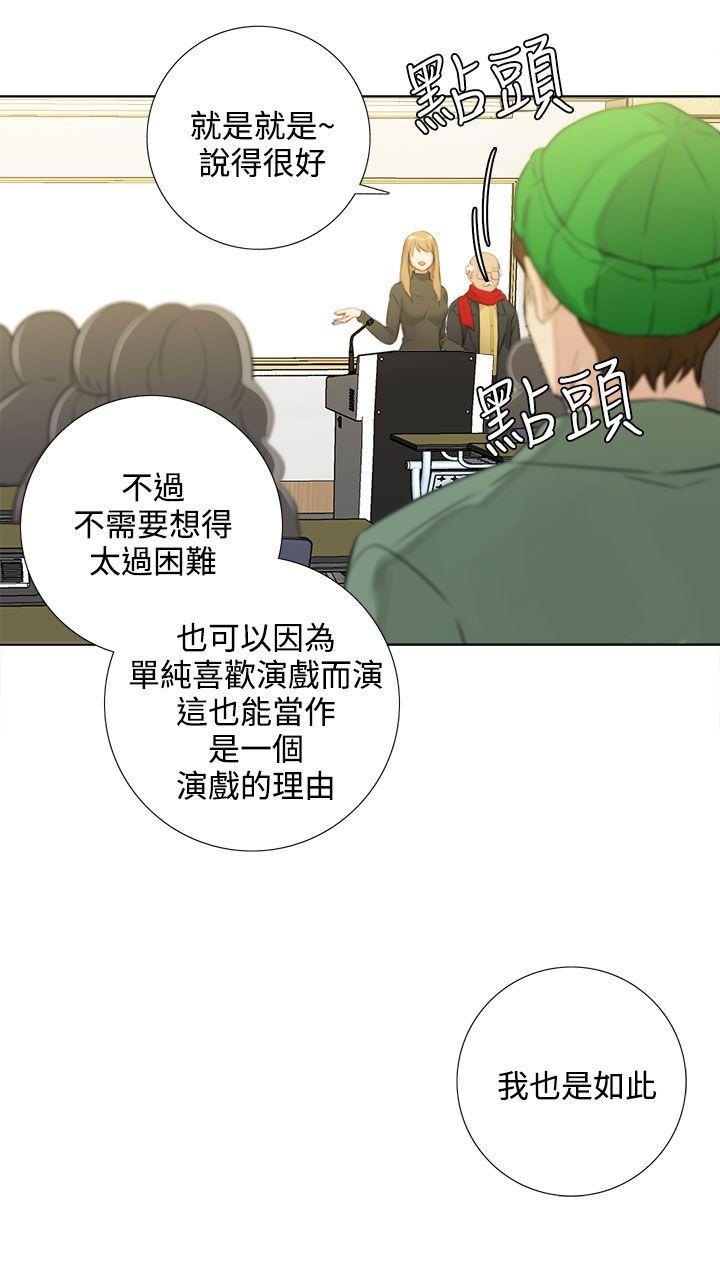 點頭
就是就是~
說得很好
點頭
不過
不需要想得
太過困難
也可以因為
單純喜歡演戲而演
這也能當作
是一個
演戲的理由
我也是如此